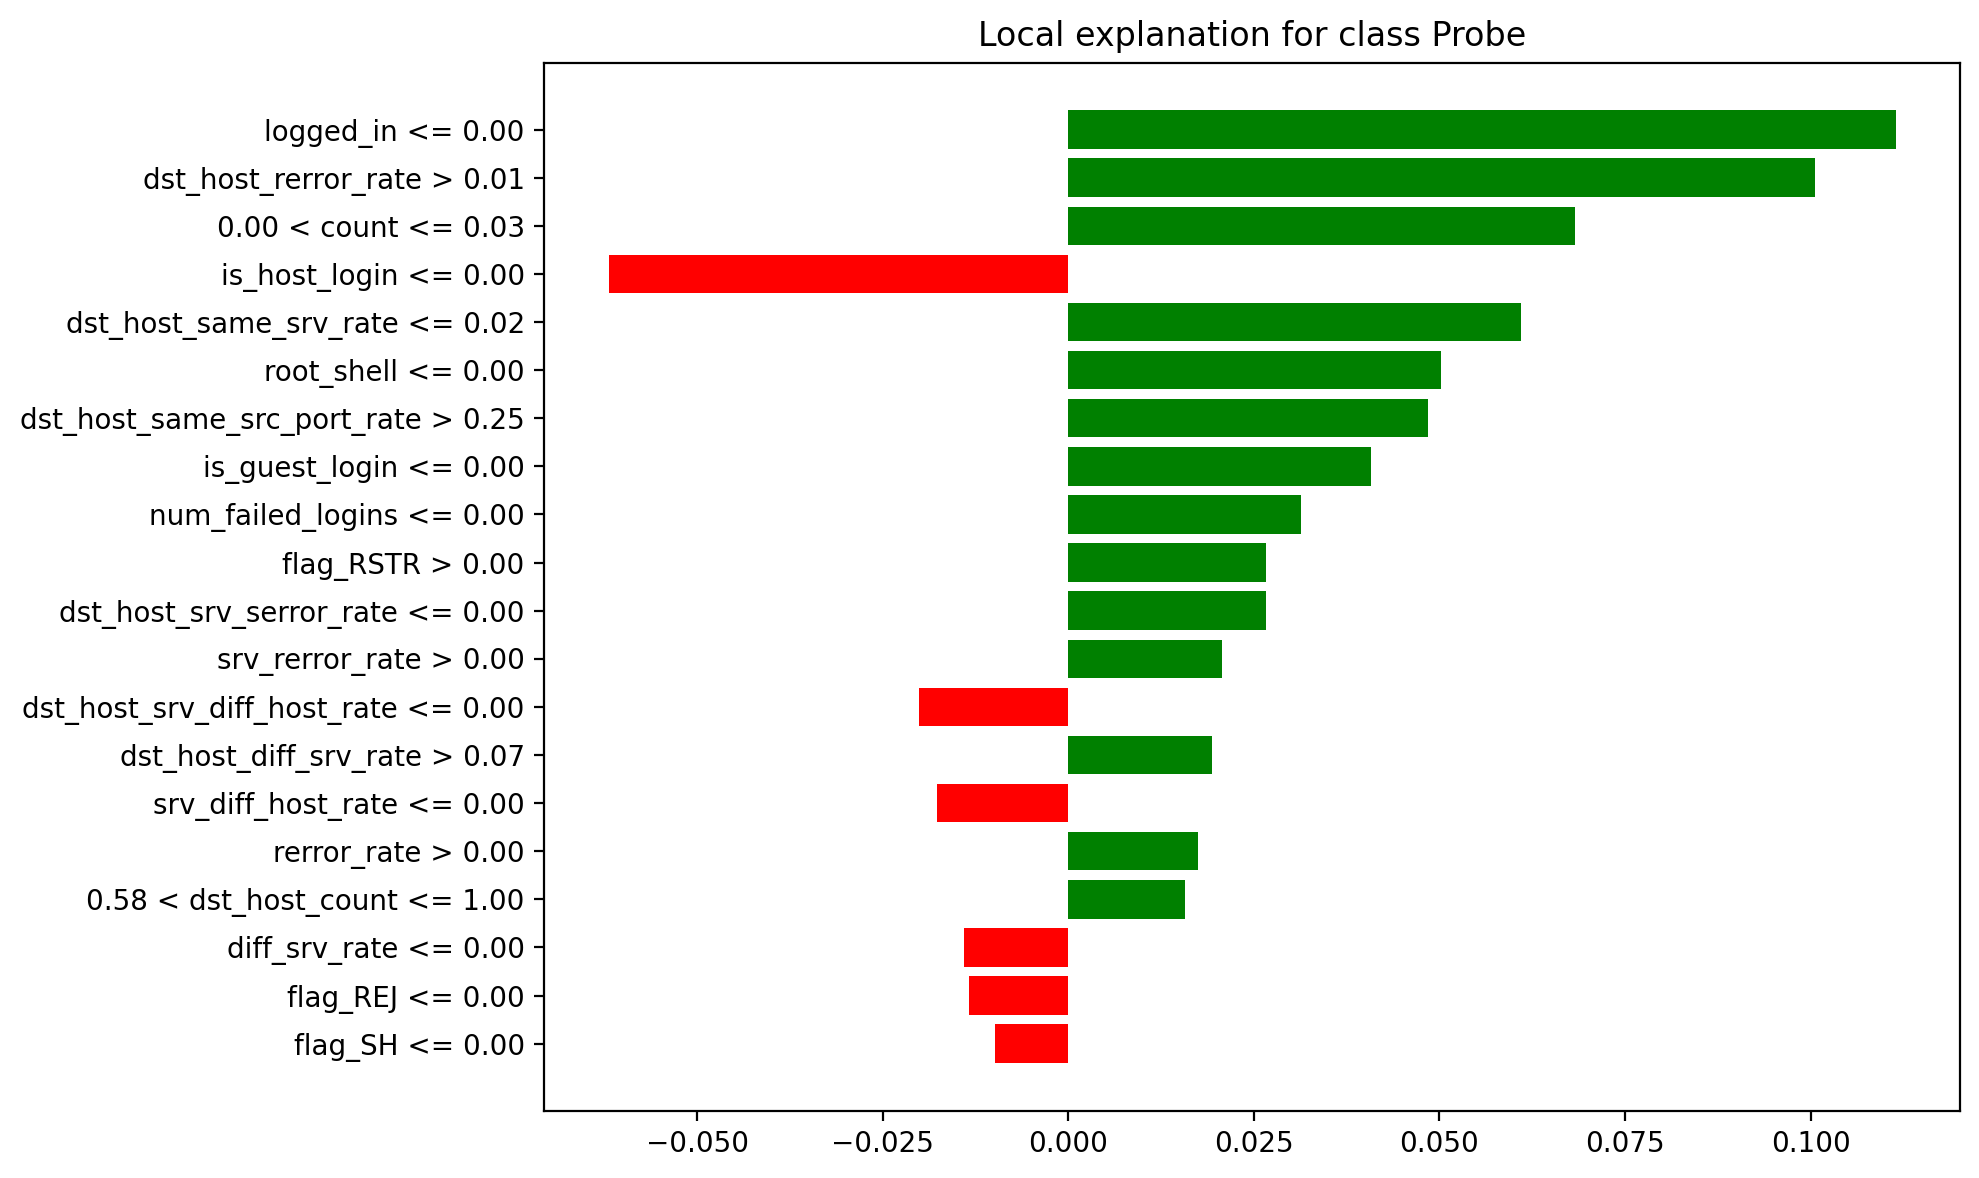 Local explanation for class Probe
logged_in <= 0.00
dst_host_rerror_rate > 0.01
0.00 < count <= 0.03
is_host_login <= 0.00
dst_host_same_srv_rate <= 0.02
root_shell <= 0.00
dst_host_same_src_port_rate > 0.25
is_guest_login <= 0.00
num_failed_logins <= 0.00
flag_RSTR > 0.00
dst_host_srv_serror_rate <= 0.00
srv_rerror_rate > 0.00
dst_host_srv_diff_host_rate <= 0.00
dst_host_diff_srv_rate > 0.07
srv_diff_host_rate <= 0.00
rerror_rate > 0.00
0.58 < dst_host_count <= 1.00
diff_srv_rate <= 0.00
flag_REJ <= 0.00
flag_SH <= 0.00
−0.050 −0.025 0.000 0.025 0.050 0.075 0.100